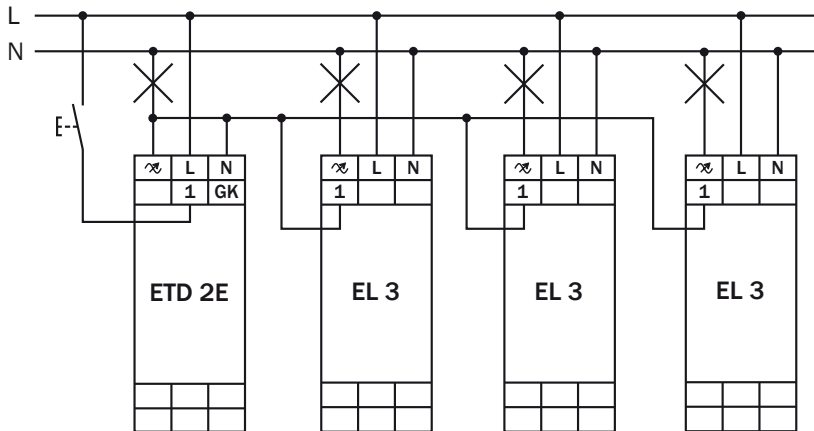 L
N
L N L N L N L N
1 GK 1 1 1
ETD 2E EL 3 EL 3 EL 3